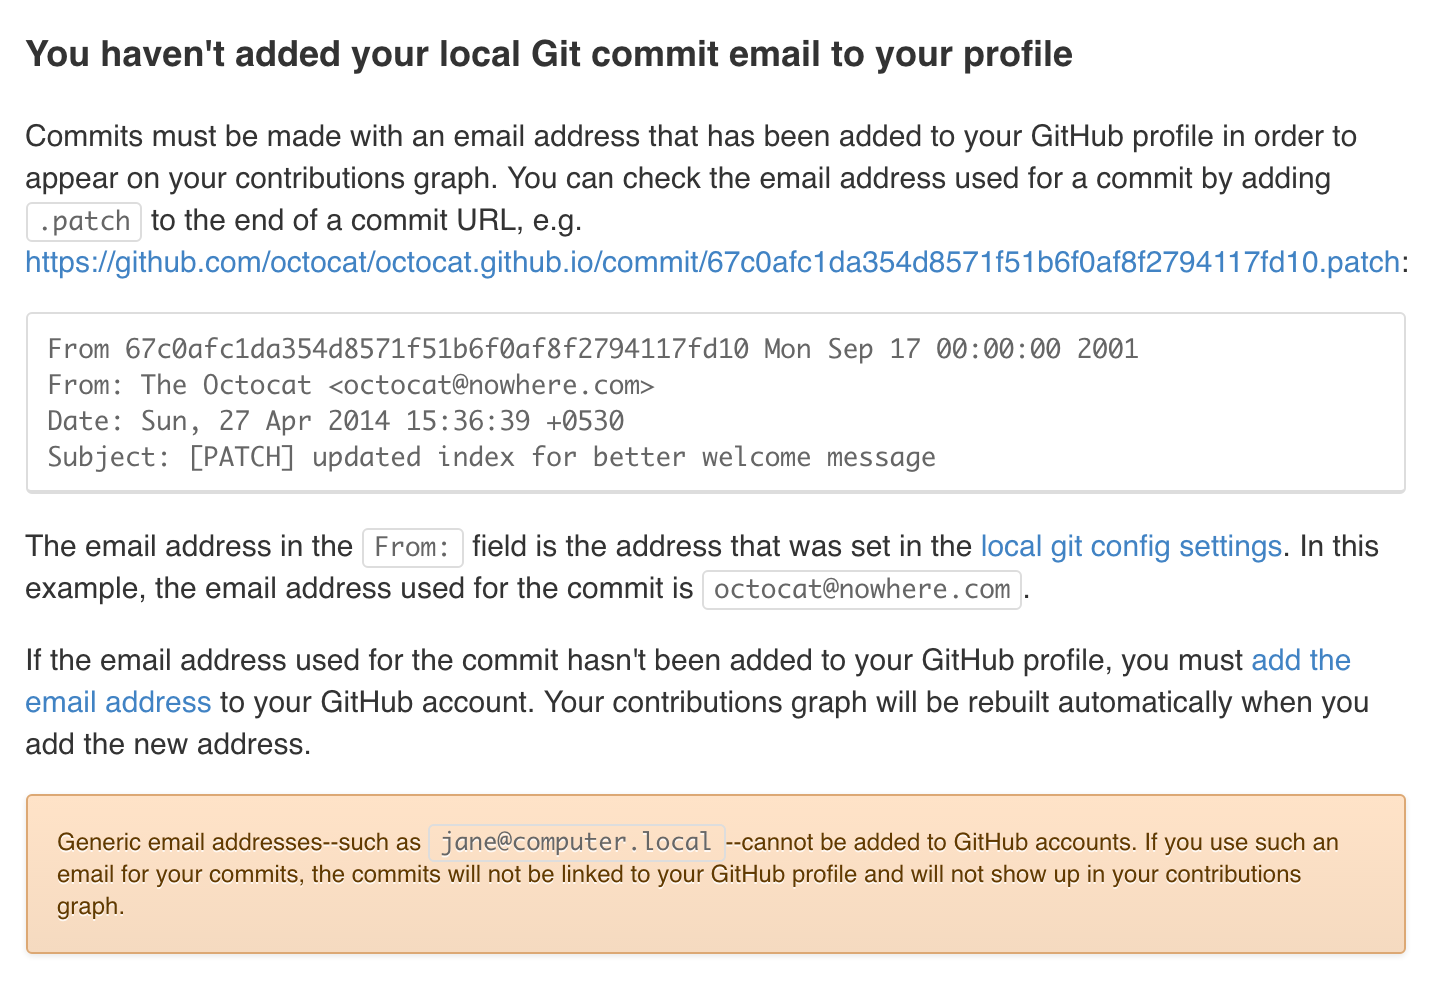 You haven't added your local Git commit email to your profile
Commits must be made with an email address that has been added to your GitHub profile in order to
appear on your contributions graph. You can check the email address used for a commit by adding
.patch to the end of a commit URL, e.g.
https://github.com/octocat/octocat.github.io/commit/67c0afc1da354d8571f51b6f0af8f2794117fd10.patch:
From 67c0afc1da354d8571f51b6f0af8f2794117fd10 Mon Sep 17 00:00:00 2001
From: The Octocat <octocat@nowhere.com>
Date: Sun, 27 Apr 2014 15:36:39 +0530
Subject: [PATCH] updated index for better welcome message
The email address in the From: field is the address that was set in the local git config settings. In this
example, the email address used for the commit is octocat@nowhere.com.
If the email address used for the commit hasn't been added to your GitHub profile, you must add the
email address to your GitHub account. Your contributions graph will be rebuilt automatically when you
add the new address.
Generic email addresses--such as jane@computer.local--cannot be added to GitHub accounts. If you use such an
email for your commits, the commits will not be linked to your GitHub profile and will not show up in your contributions
graph.